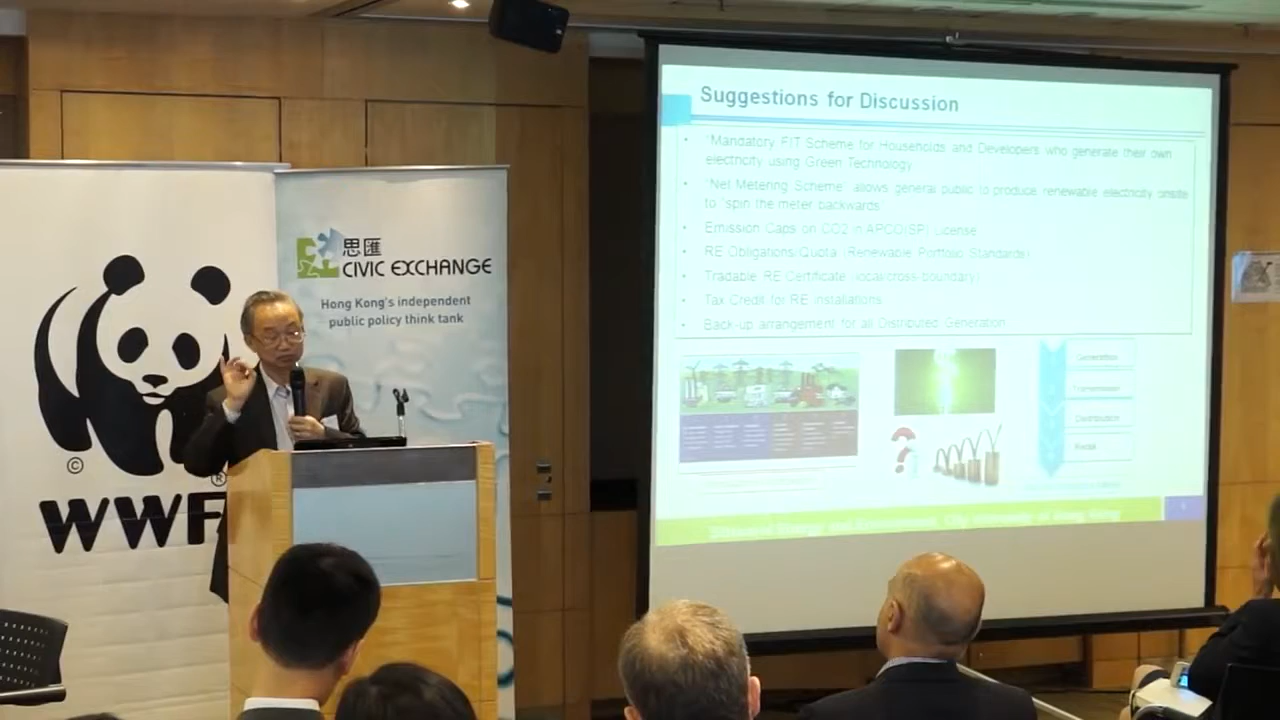 Suggestions for Discussion
"Mandatory FIT Scheme for Households and Developers who generate their own
electricity using Green Technology
"Net Metering Scheme" allows general public to produce renewable electricity onsite
to "spin the meter backwards
Emission Caps on CO2 in APCO/SPL License
RE Obligations/Quota (Renewable Portfolio Standards)
Tradable RE Certificate (local/cross-boundary)
Tax Credit for RE installations
Back-up arrangement for all Distributed Generation
Generation
Transmission
Distribution
Retail
思匯
CIVIC EXCHANGE
Hong Kong's independent
public policy think tank
©
®
WWF